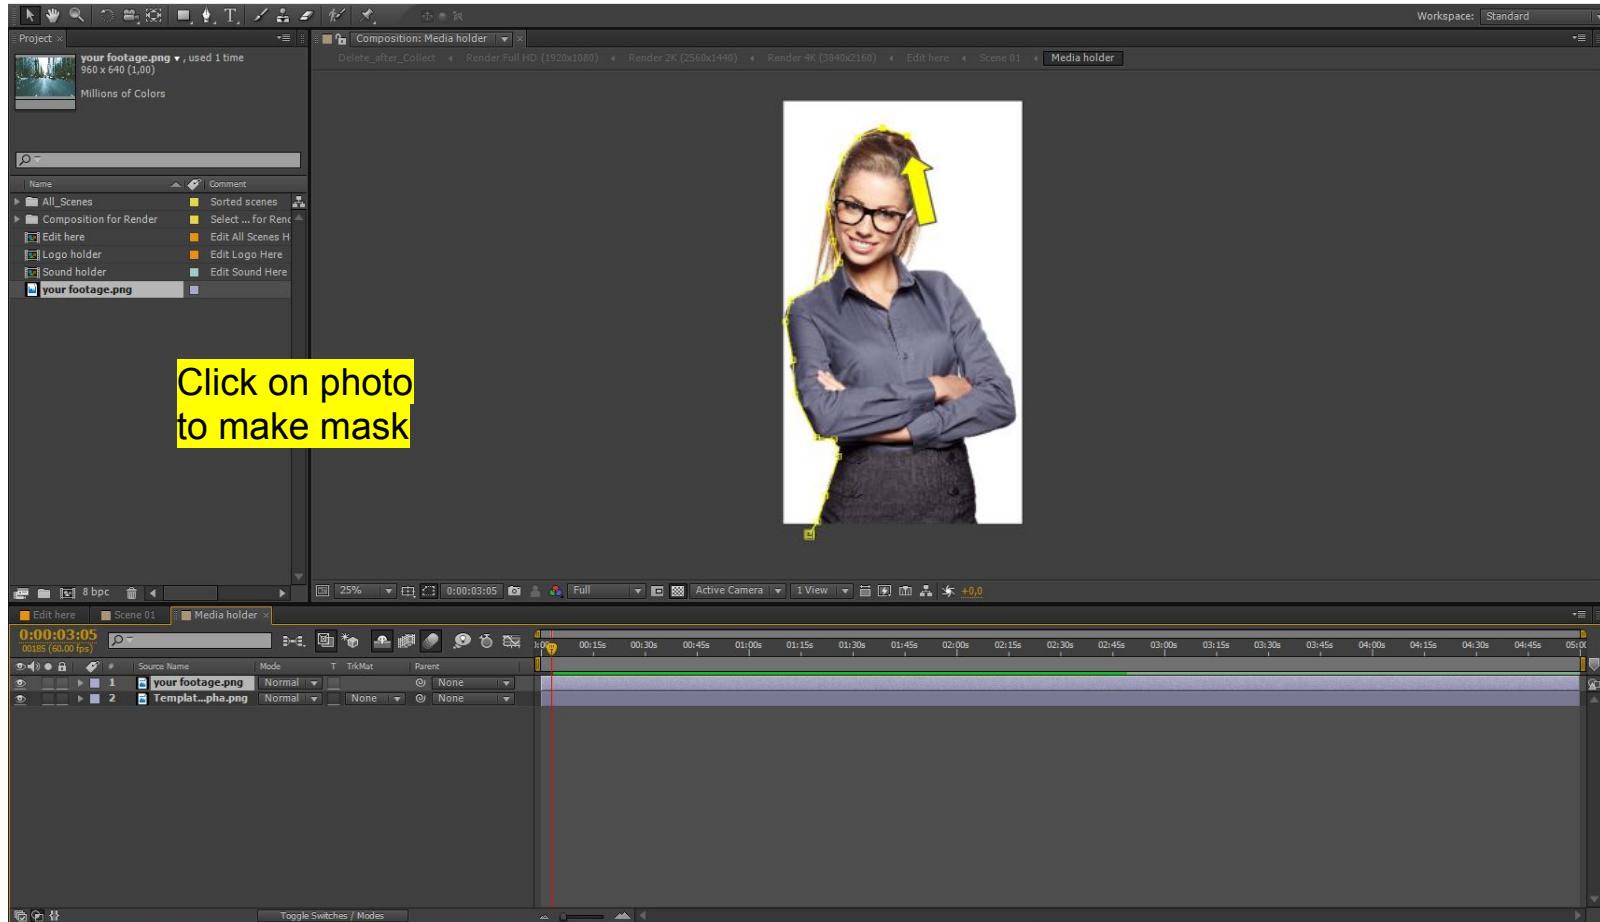 Workspace: Standard
Project
your footage.png ▾ , used 1 time
960 x 640 (1,00)
Millions of Colors
Name Comment
All_Scenes Sorted scenes
Composition for Render Select ... for Renc
Edit here Edit All Scenes H
Logo holder Edit Logo Here
Sound holder Edit Sound Here
your footage.png
8 bpc
Composition: Media holder
Delete_after_Collect Render Full HD (1920x1080) Render 2K (2560x1440) Render 4K (3840x2160) Edit here Scene 01 Media holder
Click on photo
to make mask
25% 0:00:03:05 Full Active Camera 1 View +0,0
Edit here Scene 01 Media holder
0:00:03:05
00185 (60.00 fps)
00:15s 00:30s 00:45s 01:00s 01:15s 01:30s 01:45s 02:00s 02:15s 02:30s 02:45s 03:00s 03:15s 03:30s 03:45s 04:00s 04:15s 04:30s 04:45s 05:00
# Source Name Mode T TrkMat Parent
1 your footage.png Normal None
2 Templat...pha.png Normal None None
Toggle Switches / Modes